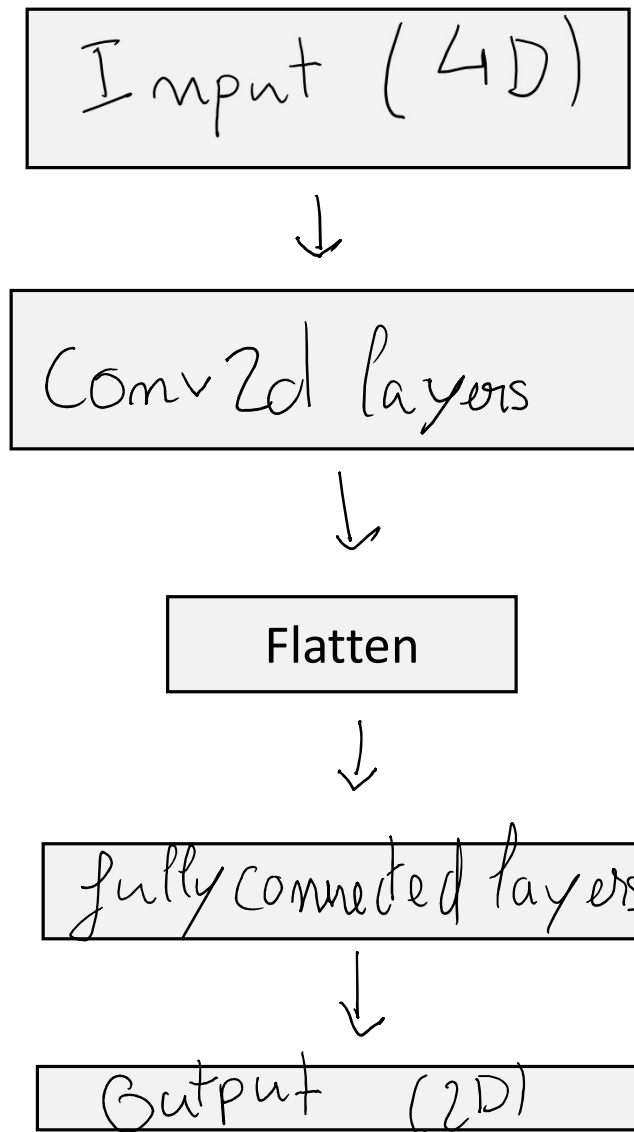 Input (4D)
Conv2d layers
Flatten
fully connected layers
Output (2D)